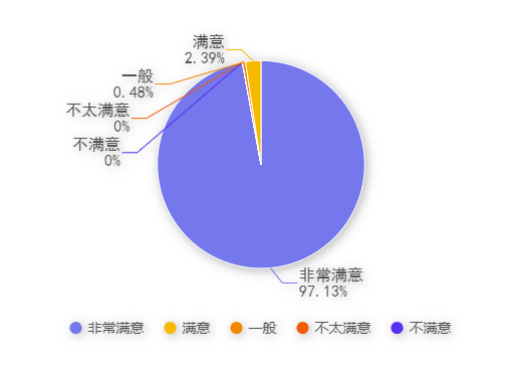 满意
2.39%
一般
0.48%
不太满意
0%
不满意
0%
非常满意
97.13%
非常满意 满意 一般 不太满意 不满意